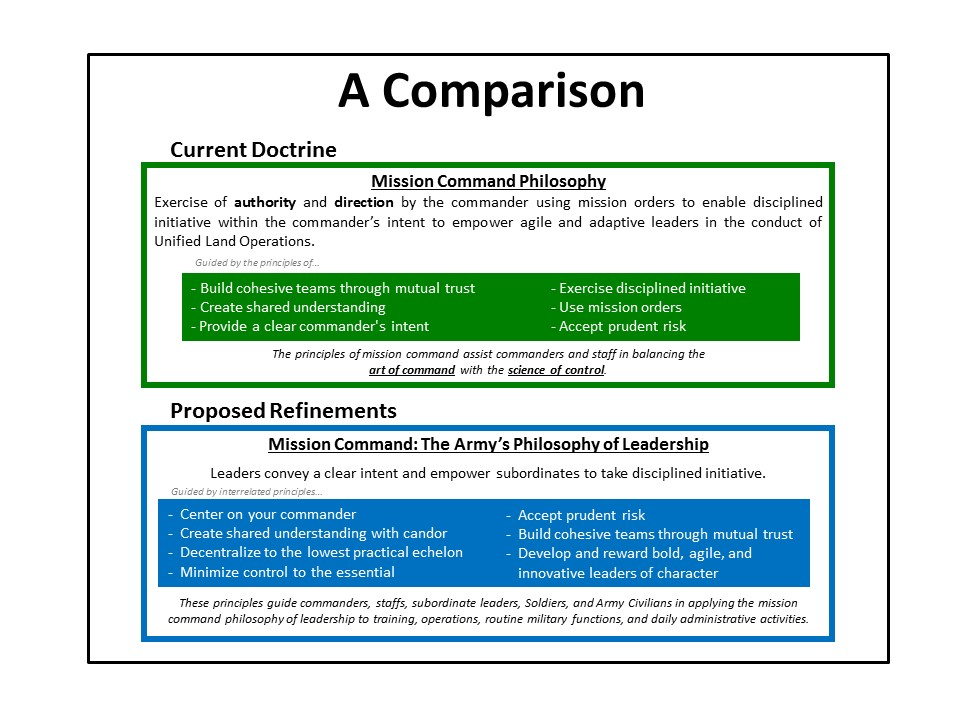 A Comparison
Current Doctrine
Mission Command Philosophy
Exercise of authority and direction by the commander using mission orders to enable disciplined
initiative within the commander’s intent to empower agile and adaptive leaders in the conduct of
Unified Land Operations.
Guided by the principles of...
- Build cohesive teams through mutual trust
- Create shared understanding
- Provide a clear commander's intent
- Exercise disciplined initiative
- Use mission orders
- Accept prudent risk
The principles of mission command assist commanders and staff in balancing the
art of command with the science of control.
Proposed Refinements
Mission Command: The Army’s Philosophy of Leadership
Leaders convey a clear intent and empower subordinates to take disciplined initiative.
Guided by interrelated principles...
- Center on your commander
- Create shared understanding with candor
- Decentralize to the lowest practical echelon
- Minimize control to the essential
- Accept prudent risk
- Build cohesive teams through mutual trust
- Develop and reward bold, agile, and
innovative leaders of character
These principles guide commanders, staffs, subordinate leaders, Soldiers, and Army Civilians in applying the mission
command philosophy of leadership to training, operations, routine military functions, and daily administrative activities.